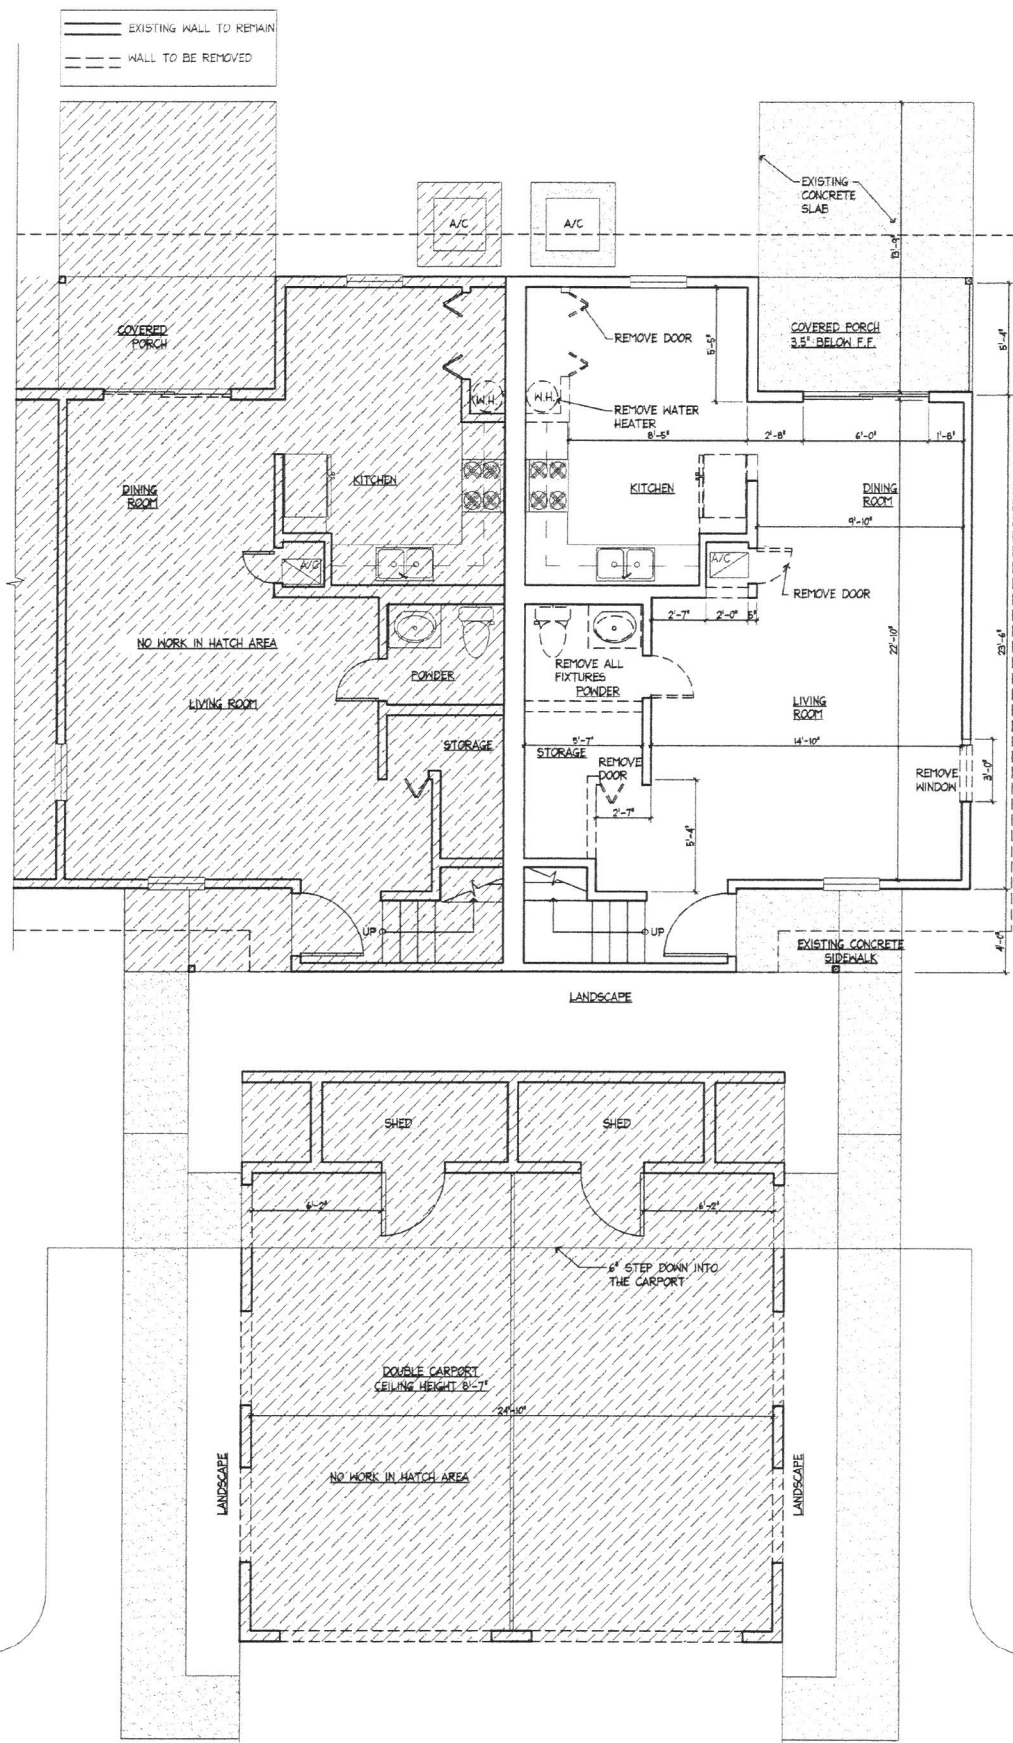 EXISTING WALL TO REMAIN
WALL TO BE REMOVED
A/C
A/C
EXISTING
CONCRETE
SLAB
13'-9"
COVERED
PORCH
REMOVE DOOR
5'-5"
COVERED PORCH
3.5" BELOW F.F.
5'-4"
W.H.
W.H.
REMOVE WATER
HEATER
8'-5"
2'-8"
6'-0"
1'-8"
DINING
ROOM
KITCHEN
KITCHEN
DINING
ROOM
9'-10"
A/C
A/C
REMOVE DOOR
2'-7"
2'-0"
5"
NO WORK IN HATCH AREA
22'-10"
23'-6"
POWDER
REMOVE ALL
FIXTURES
POWDER
LIVING ROOM
LIVING
ROOM
STORAGE
5'-7"
STORAGE
14'-10"
REMOVE
DOOR
REMOVE
WINDOW
3'-0"
2'-7"
5'-4"
UP
UP
EXISTING CONCRETE
SIDEWALK
4'-0"
LANDSCAPE
SHED
SHED
6'-2"
6'-2"
6" STEP DOWN INTO
THE CARPORT
DOUBLE CARPORT
CEILING HEIGHT 8'-7"
24'-10"
NO WORK IN HATCH AREA
LANDSCAPE
LANDSCAPE